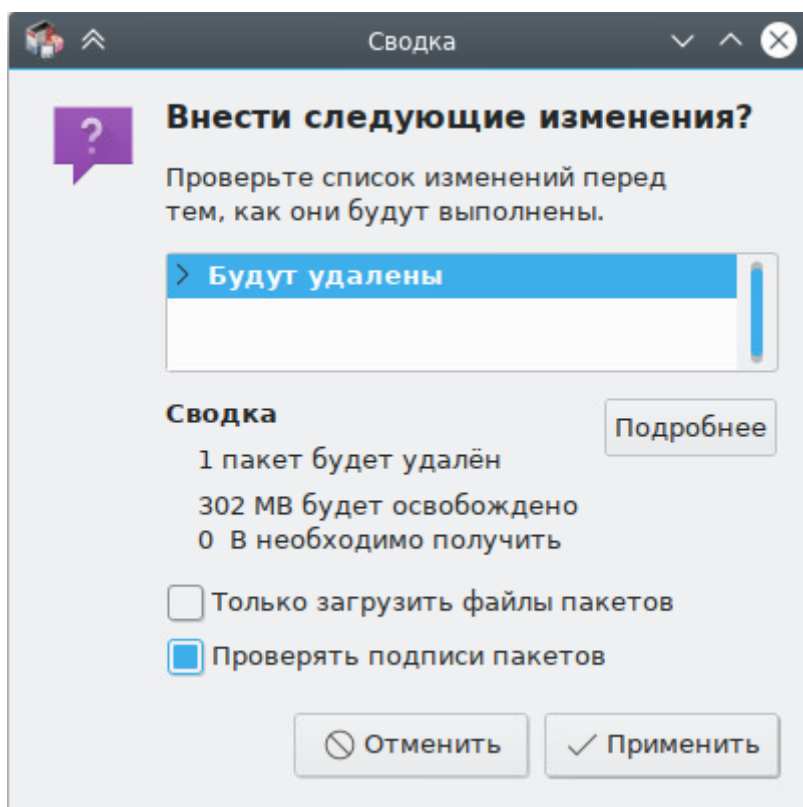 Сводка
Внести следующие изменения?
Проверьте список изменений перед
тем, как они будут выполнены.
Будут удалены
Сводка
Подробнее
1 пакет будет удалён
302 MB будет освобождено
0 B необходимо получить
Только загрузить файлы пакетов
Проверять подписи пакетов
Отменить
Применить